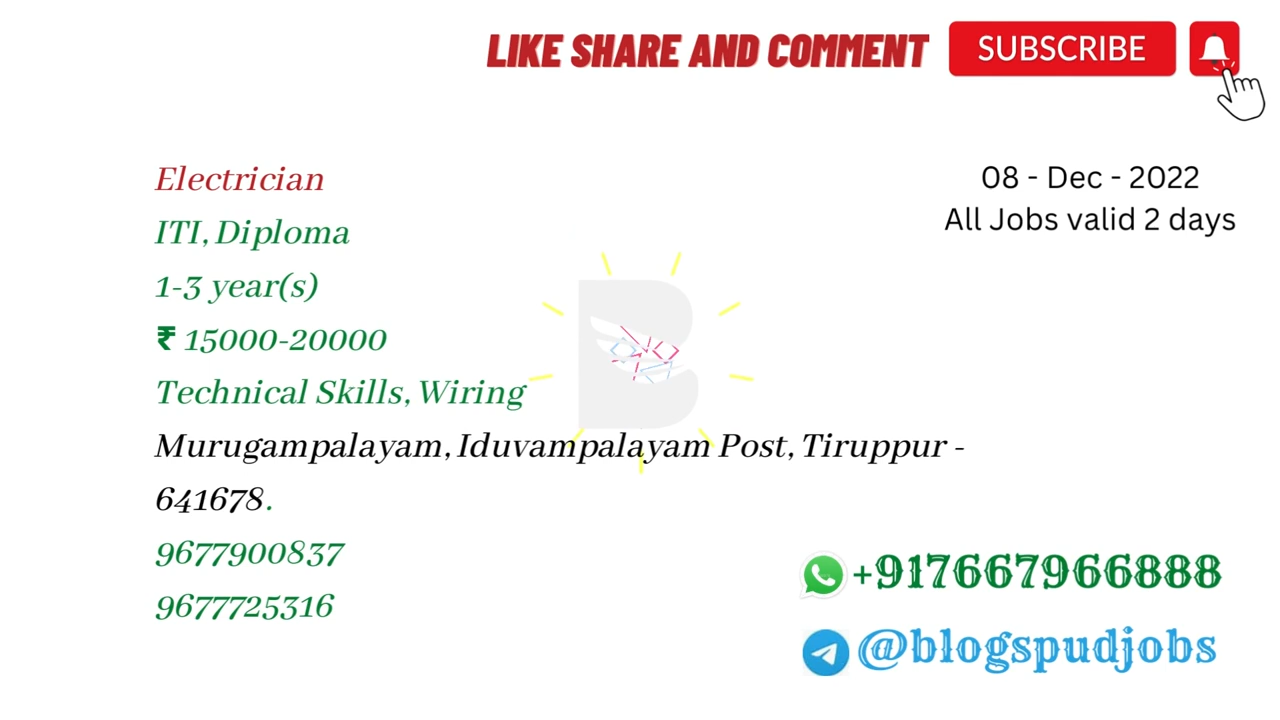 LIKE SHARE AND COMMENT
SUBSCRIBE
Electrician
ITI, Diploma
1-3 year(s)
₹ 15000-20000
Technical Skills, Wiring
Murugampalayam, Iduvampalayam Post, Tiruppur -
641678.
9677900837
9677725316
08 - Dec - 2022
All Jobs valid 2 days
+917667966888
@blogspudjobs